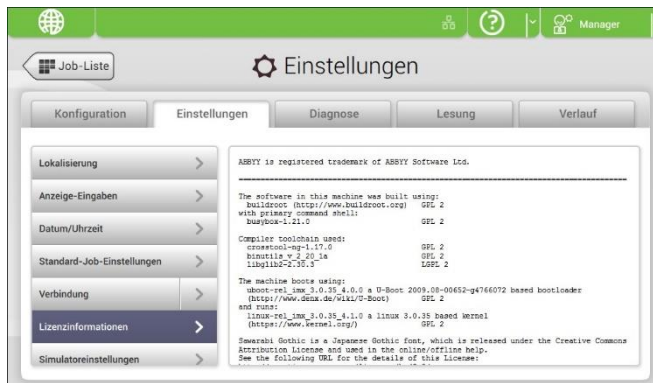 Manager
Job-Liste
Einstellungen
Konfiguration
Einstellungen
Diagnose
Lesung
Verlauf
Lokalisierung
Anzeige-Eingaben
Datum/Uhrzeit
Standard-Job-Einstellungen
Verbindung
Lizenzinformationen
Simulatoreinstellungen
ABBYY is registered trademark of ABBYY Software Ltd.
The software in this machine was built using:
buildroot (http://www.buildroot.org) GPL 2
with primary command shell:
busybox-1.21.0 GPL 2
Compiler toolchain used:
crosstool-ng-1.17.0 GPL 2
binutils_v_2_20_1a GPL 2
libglib2-2.30.3 LGPL 2
The machine boots using:
uboot-rel_imx_3.0.35_4.0.0 a U-Boot 2009.08-00652-g4766072 based bootloader
(http://www.denx.de/wiki/U-Boot) GPL 2
and runs:
linux-rel_imx_3.0.35_4.1.0 a linux 3.0.35 based kernel
(https://www.kernel.org/) GPL 2
Sawarabi Gothic is a Japanese Gothic font, which is released under the Creative Commons
Attribution License and used in the online/offline help.
See the following URL for the details of this License: